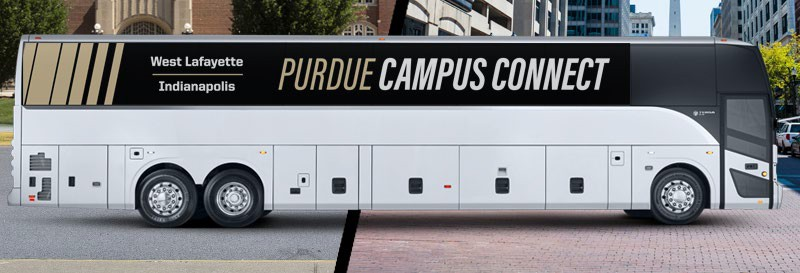 West Lafayette
Indianapolis
PURDUE CAMPUS CONNECT